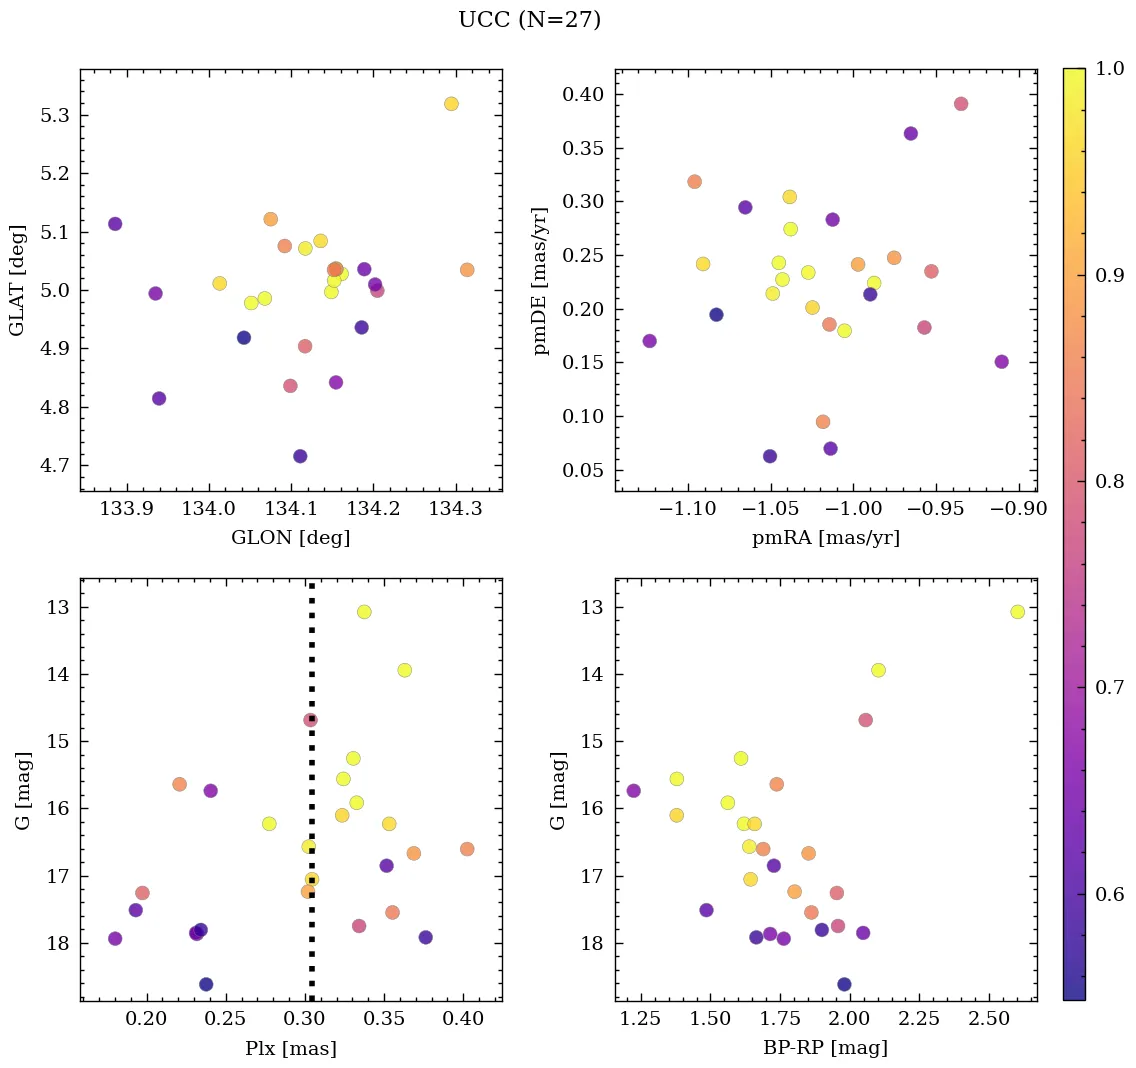 UCC (N=27)
5.3
5.2
5.1
5.0
4.9
4.8
4.7
GLAT [deg]
133.9 134.0 134.1 134.2 134.3
GLON [deg]
0.40
0.35
0.30
0.25
0.20
0.15
0.10
0.05
pmDE [mas/yr]
−1.10 −1.05 −1.00 −0.95 −0.90
pmRA [mas/yr]
13
14
15
16
17
18
G [mag]
0.20 0.25 0.30 0.35 0.40
Plx [mas]
13
14
15
16
17
18
G [mag]
1.25 1.50 1.75 2.00 2.25 2.50
BP-RP [mag]
1.0
0.9
0.8
0.7
0.6